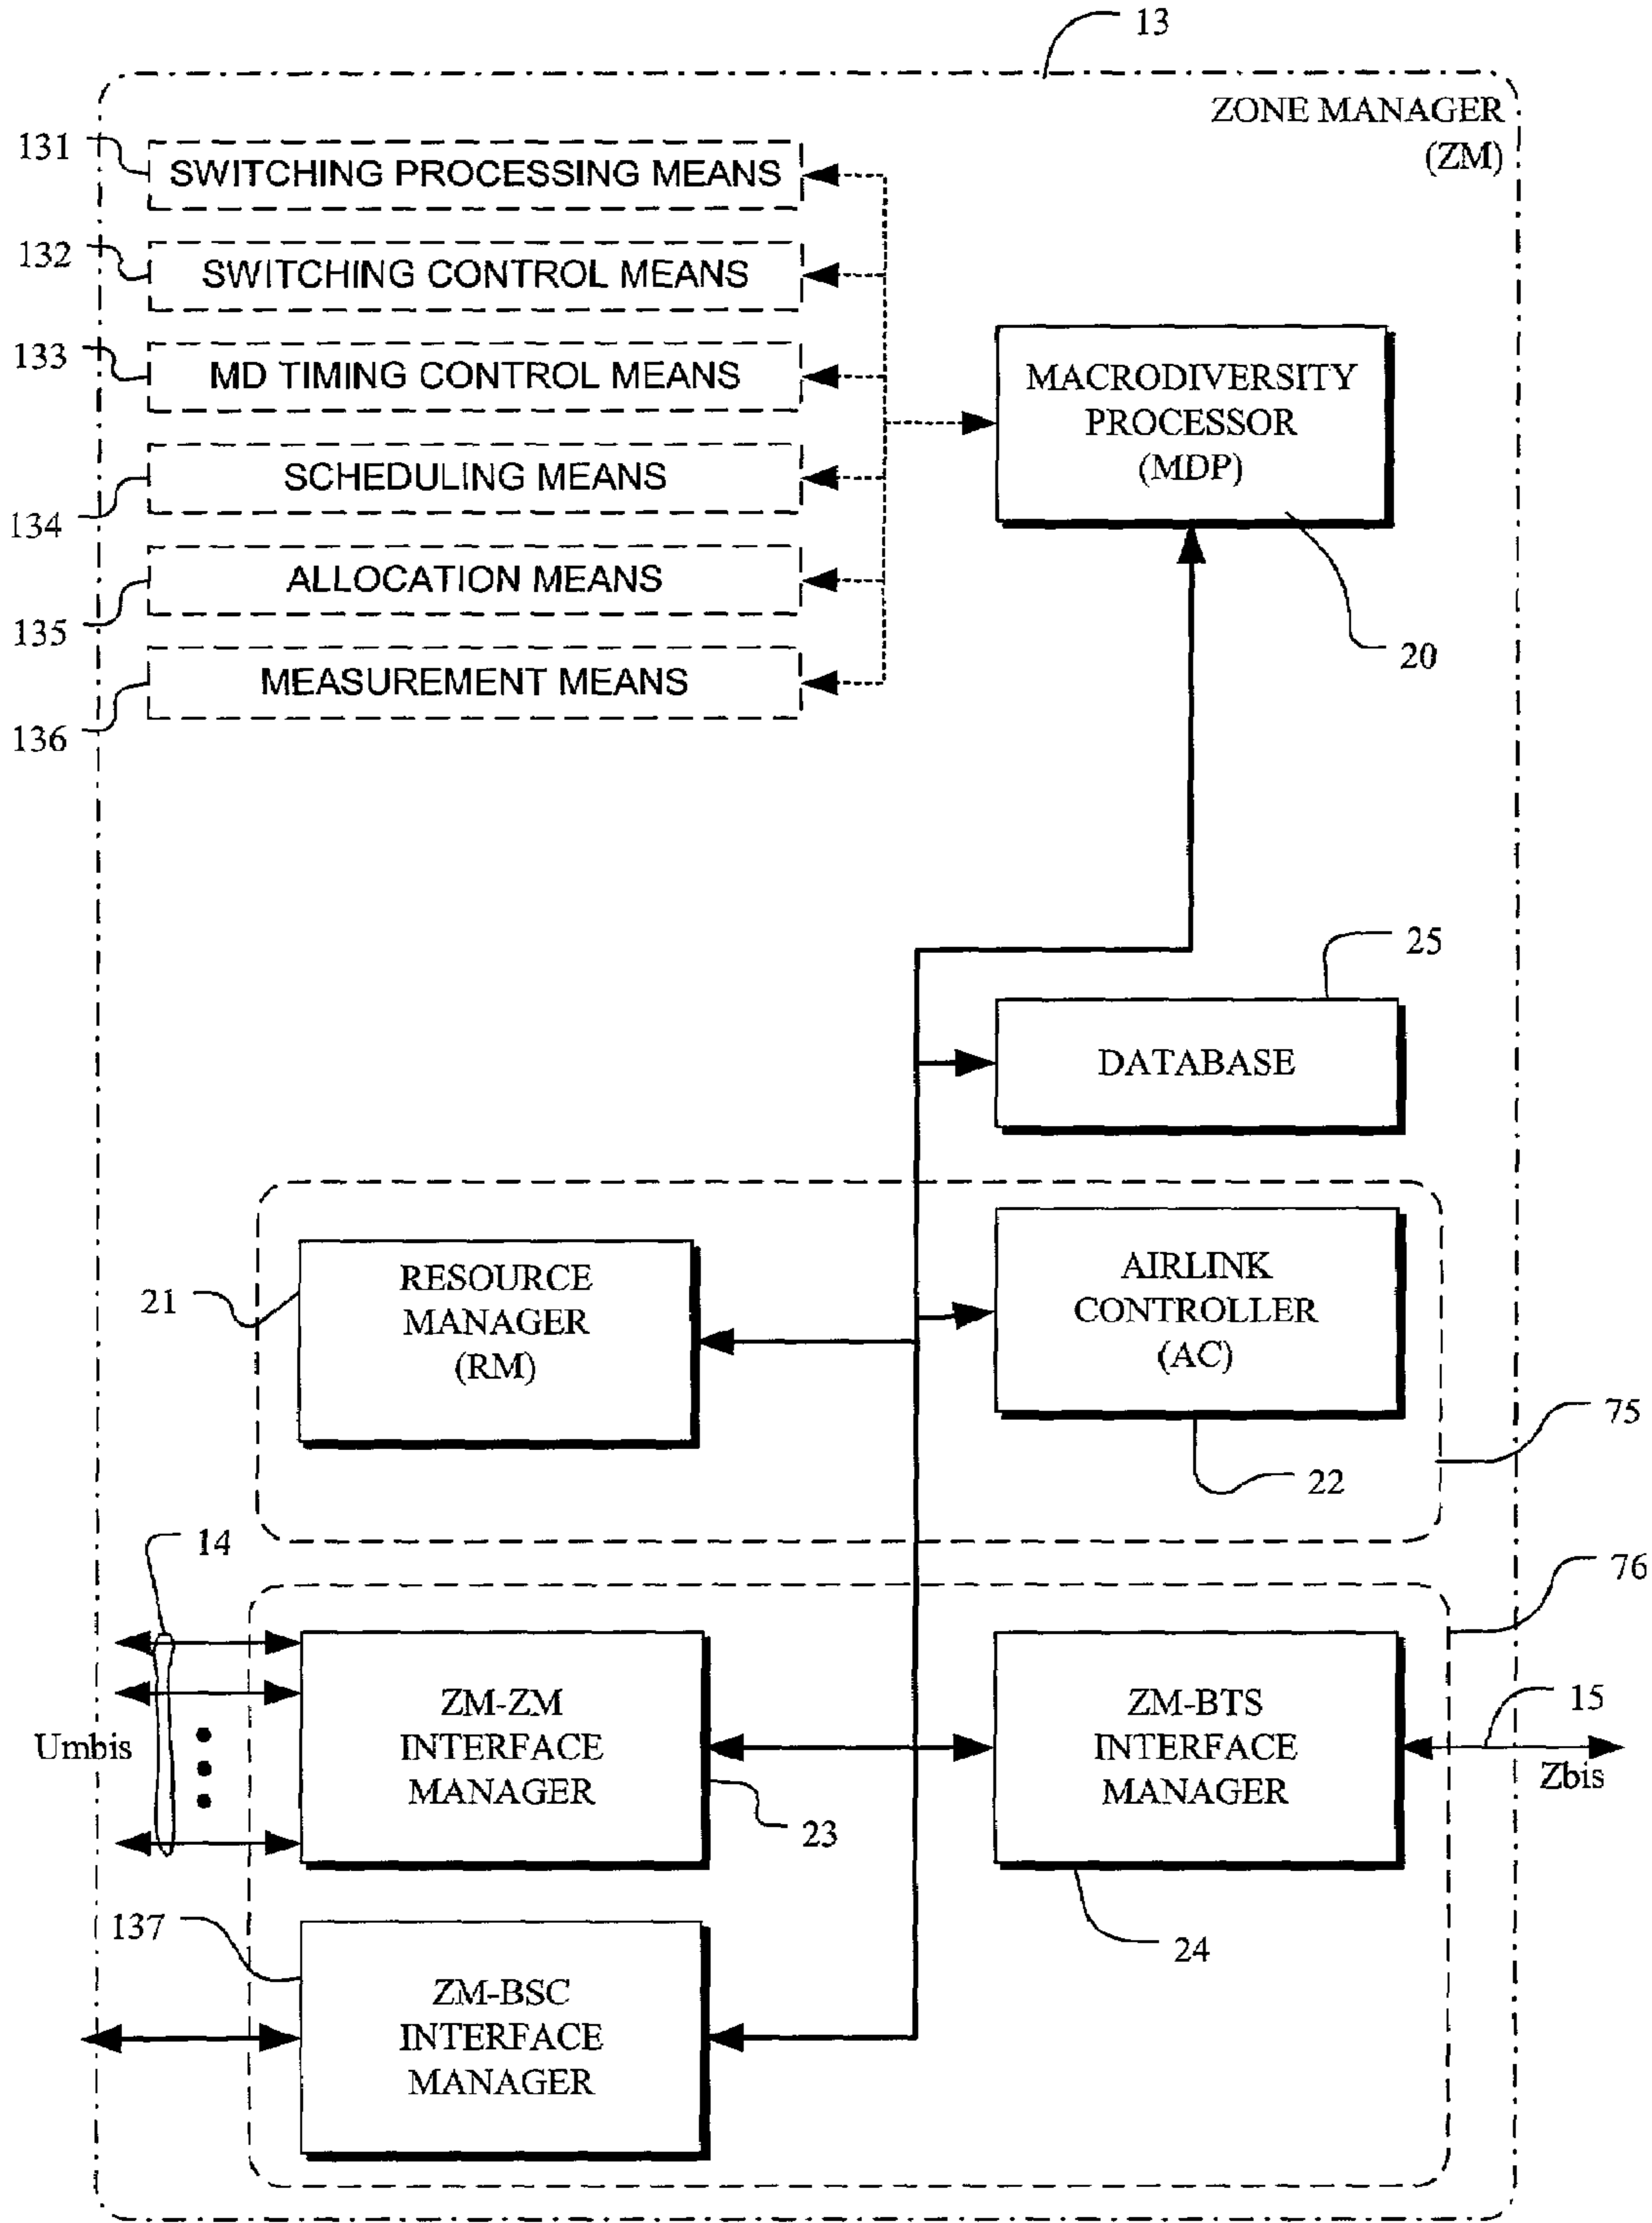 13
ZONE MANAGER
(ZM)
131
SWITCHING PROCESSING MEANS
132
SWITCHING CONTROL MEANS
133
MD TIMING CONTROL MEANS
134
SCHEDULING MEANS
135
ALLOCATION MEANS
136
MEASUREMENT MEANS
MACRODIVERSITY
PROCESSOR
(MDP)
20
25
DATABASE
21
RESOURCE
MANAGER
(RM)
AIRLINK
CONTROLLER
(AC)
22
75
14
76
Umbis
ZM-ZM
INTERFACE
MANAGER
23
ZM-BTS
INTERFACE
MANAGER
15
Zbis
24
137
ZM-BSC
INTERFACE
MANAGER